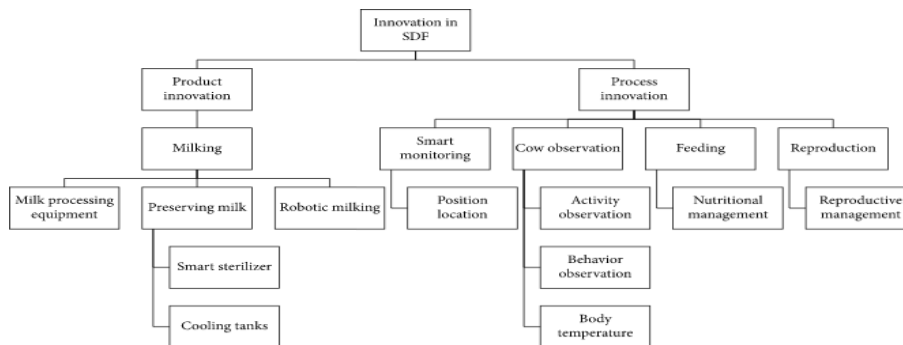 Innovation in
SDF
Product
innovation
Process
innovation
Milking
Smart
monitoring
Cow observation
Feeding
Reproduction
Milk processing
equipment
Preserving milk
Robotic milking
Position
location
Activity
observation
Nutritional
management
Reproductive
management
Smart sterilizer
Behavior
observation
Cooling tanks
Body
temperature